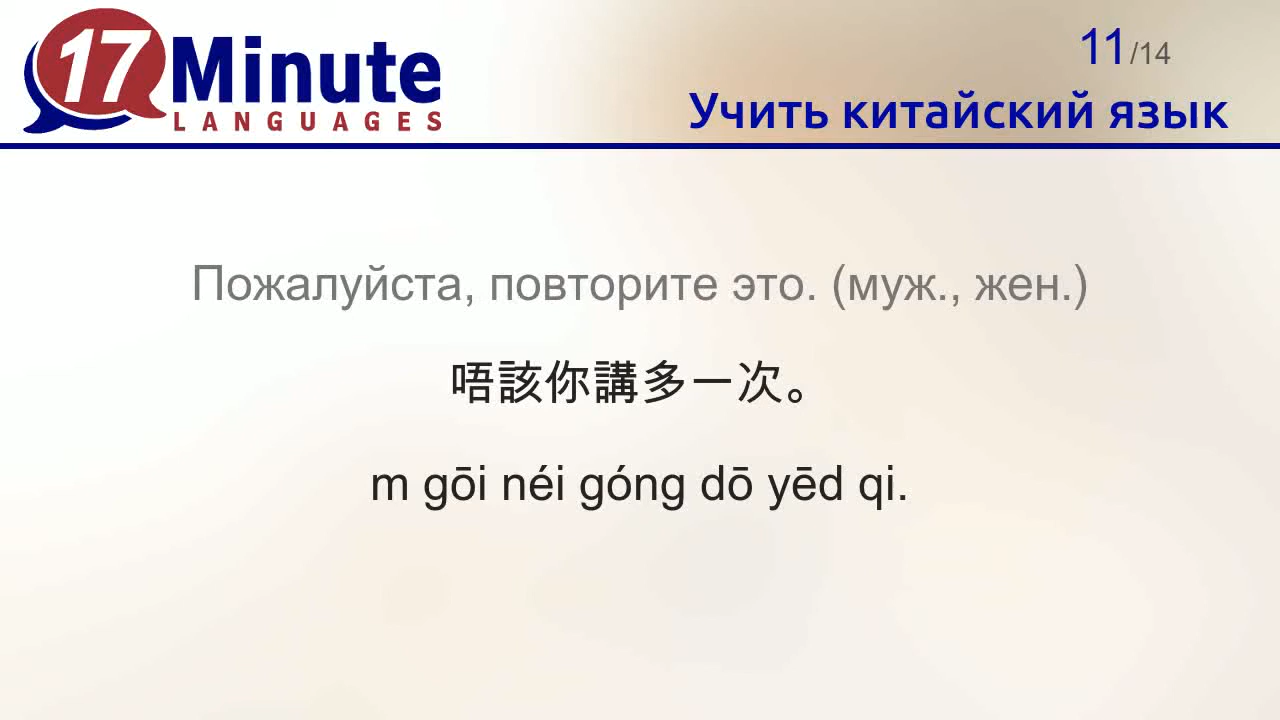 17 Minute
LANGUAGES
11/14
Учить китайский язык
Пожалуйста, повторите это. (муж., жен.)
唔該你講多一次。
m gōi néi góng dō yēd qi.